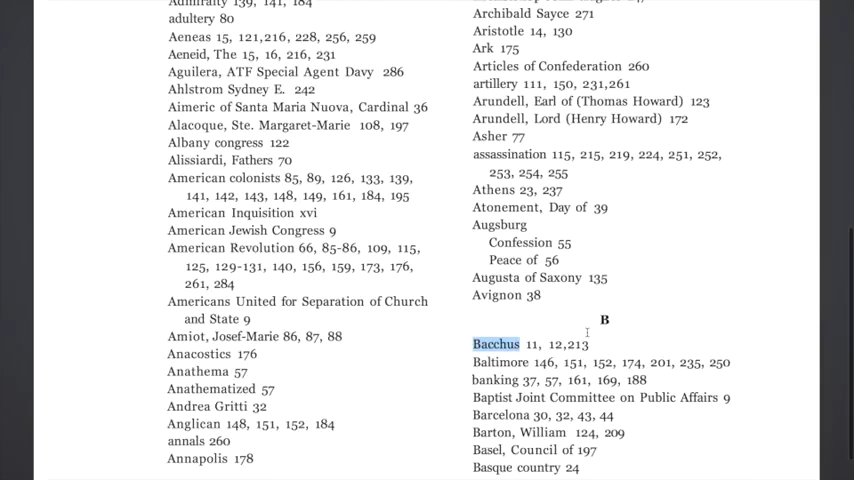 Admiralty 139, 141, 184
adultery 80
Aeneas 15, 121,216, 228, 256, 259
Aeneid, The 15, 16, 216, 231
Aguilera, ATF Special Agent Davy 286
Ahlstrom Sydney E. 242
Aimeric of Santa Maria Nuova, Cardinal 36
Alacoque, Ste. Margaret-Marie 108, 197
Albany congress 122
Alissiardi, Fathers 70
American colonists 85, 89, 126, 133, 139,
141, 142, 143, 148, 149, 161, 184, 195
American Inquisition xvi
American Jewish Congress 9
American Revolution 66, 85-86, 109, 115,
125, 129-131, 140, 156, 159, 173, 176,
261, 284
Americans United for Separation of Church
and State 9
Amiot, Josef-Marie 86, 87, 88
Anacostics 176
Anathema 57
Anathematized 57
Andrea Gritti 32
Anglican 148, 151, 152, 184
annals 260
Annapolis 178
Archibald Sayce 271
Aristotle 14, 130
Ark 175
Articles of Confederation 260
artillery 111, 150, 231,261
Arundell, Earl of (Thomas Howard) 123
Arundell, Lord (Henry Howard) 172
Asher 77
assassination 115, 215, 219, 224, 251, 252,
253, 254, 255
Athens 23, 237
Atonement, Day of 39
Augsburg
Confession 55
Peace of 56
Augusta of Saxony 135
Avignon 38
B
Bacchus 11, 12,213
Baltimore 146, 151, 152, 174, 201, 235, 250
banking 37, 57, 161, 169, 188
Baptist Joint Committee on Public Affairs 9
Barcelona 30, 32, 43, 44
Barton, William 124, 209
Basel, Council of 197
Basque country 24